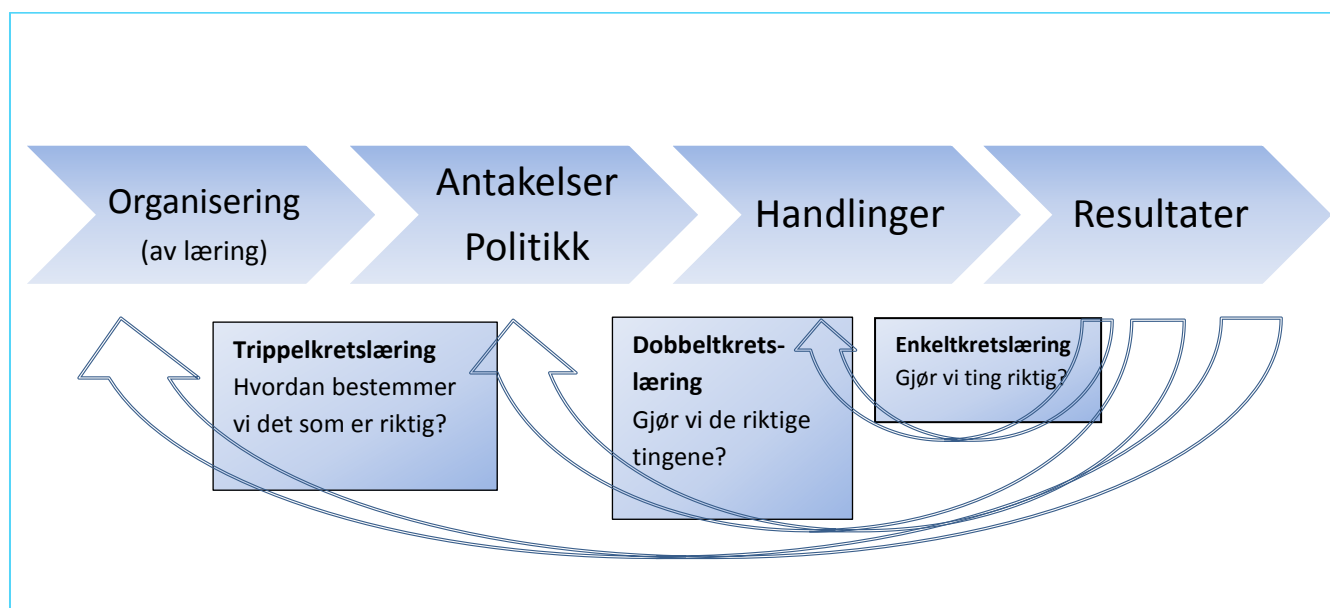 Organisering
(av læring)
Antakelser
Politikk
Handlinger
Resultater
Trippelkretslæring
Hvordan bestemmer
vi det som er riktig?
Dobbeltkrets-
læring
Gjør vi de riktige
tingene?
Enkeltkretslæring
Gjør vi ting riktig?